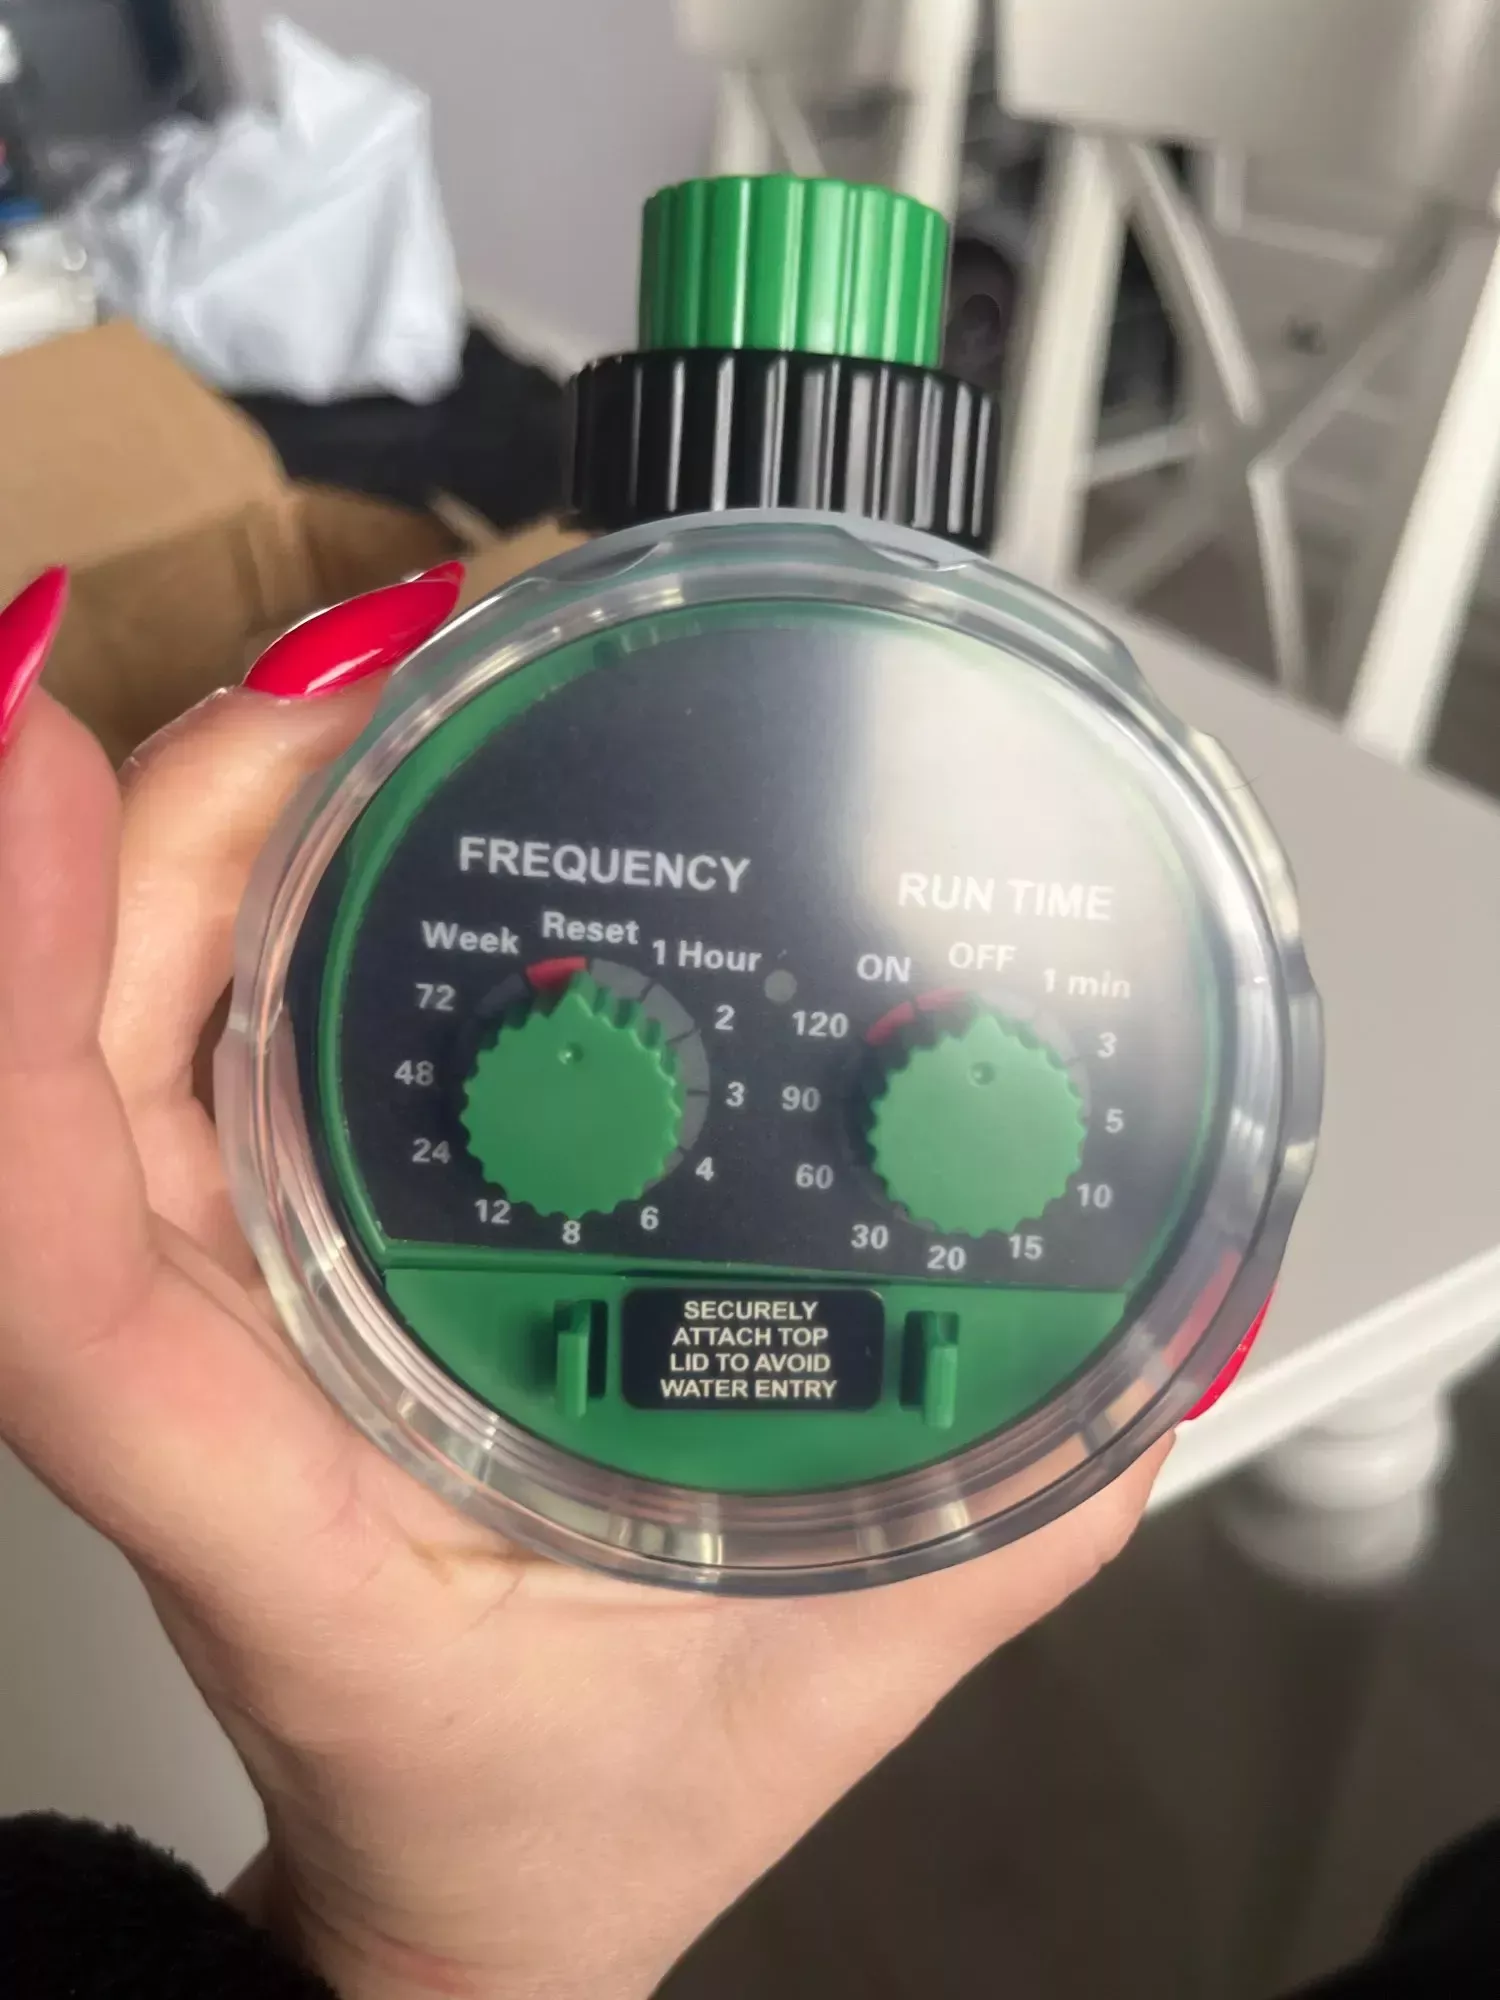 FREQUENCY
Reset
Week
1 Hour
72
2
48
3
24
4
12
6
8
RUN TIME
OFF
ON
1 min
120
3
90
5
60
10
30
15
20
SECURELY
ATTACH TOP
LID TO AVOID
WATER ENTRY